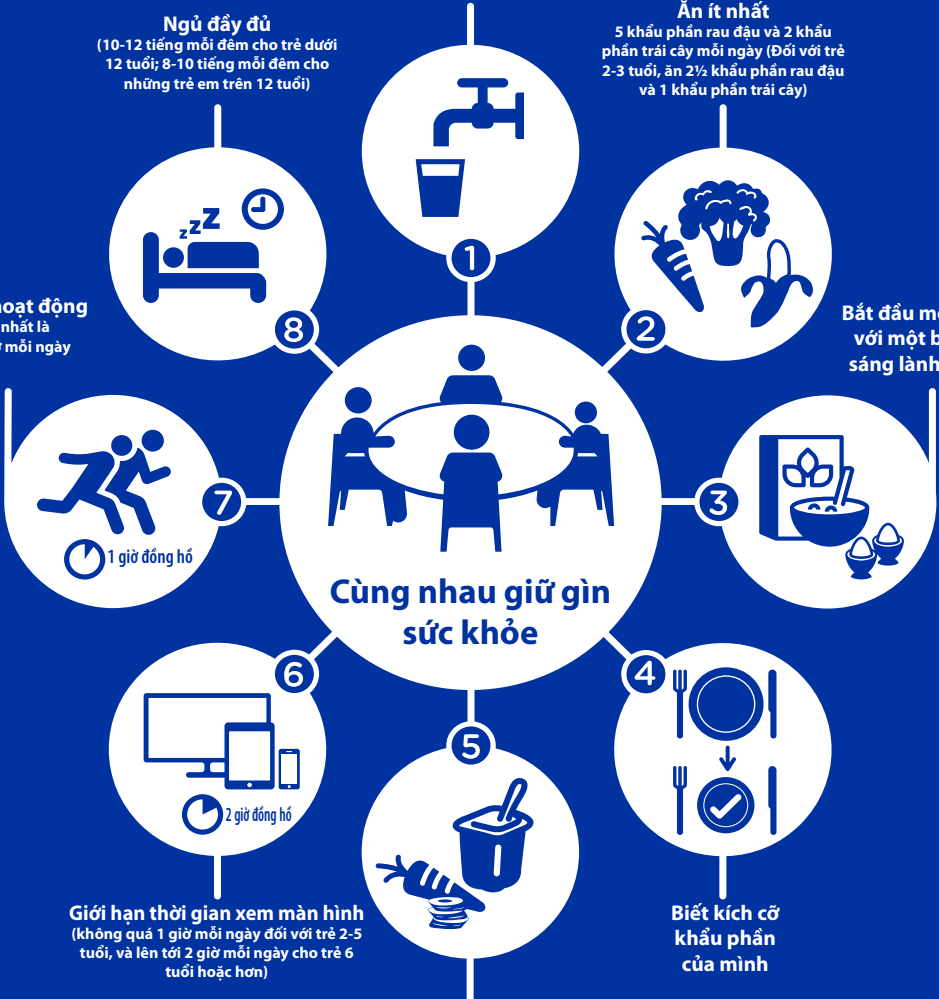 Ngủ đầy đủ
(10-12 tiếng mỗi đêm cho trẻ dưới
12 tuổi; 8-10 tiếng mỗi đêm cho
những trẻ em trên 12 tuổi)
Ăn ít nhất
5 khẩu phần rau đậu và 2 khẩu
phần trái cây mỗi ngày (Đối với trẻ
2-3 tuổi, ăn 2½ khẩu phần rau đậu
và 1 khẩu phần trái cây)
zzZ
1
8
2
hoạt động
nhất là
mỗi ngày
Bắt đầu
với một
sáng lành
7
1 giờ đồng hồ
3
Cùng nhau giữ gìn
sức khỏe
6
4
2 giờ đồng hồ
5
Giới hạn thời gian xem màn hình
(không quá 1 giờ mỗi ngày đối với trẻ 2-5
tuổi, và lên tới 2 giờ mỗi ngày cho trẻ 6
tuổi hoặc hơn)
Biết kích cỡ
khẩu phần
của mình